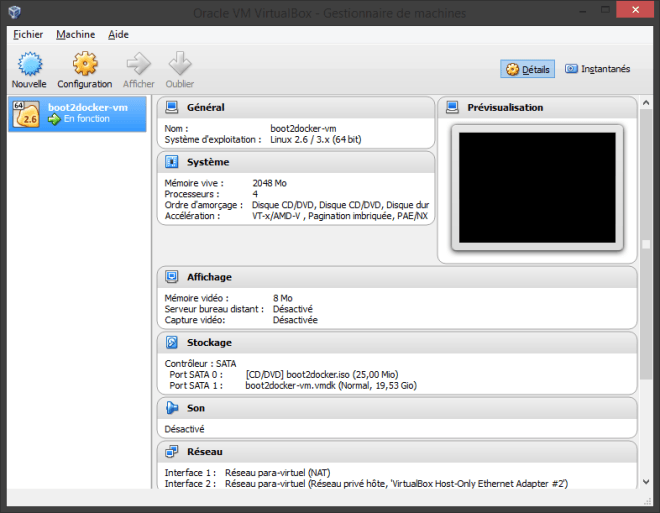 Oracle VM VirtualBox - Gestionnaire de machines
Fichier Machine Aide
Nouvelle Configuration Afficher Oublier
Détails Instantanés
64
2.6
boot2docker-vm
En fonction
Général
Nom : boot2docker-vm
Système d'exploitation : Linux 2.6 / 3.x (64 bit)
Prévisualisation
Système
Mémoire vive : 2048 Mo
Processeurs : 4
Ordre d'amorçage : Disque CD/DVD, Disque CD/DVD, Disque dur
Accélération : VT-x/AMD-V , Pagination imbriquée, PAE/NX
Affichage
Mémoire vidéo : 8 Mo
Serveur bureau distant : Désactivé
Capture vidéo: Désactivée
Stockage
Contrôleur : SATA
Port SATA 0 : [CD/DVD] boot2docker.iso (25,00 Mio)
Port SATA 1 : boot2docker-vm.vmdk (Normal, 19,53 Gio)
Son
Désactivé
Réseau
Interface 1 : Réseau para-virtuel (NAT)
Interface 2 : Réseau para-virtuel (Réseau privé hôte, 'VirtualBox Host-Only Ethernet Adapter #2')